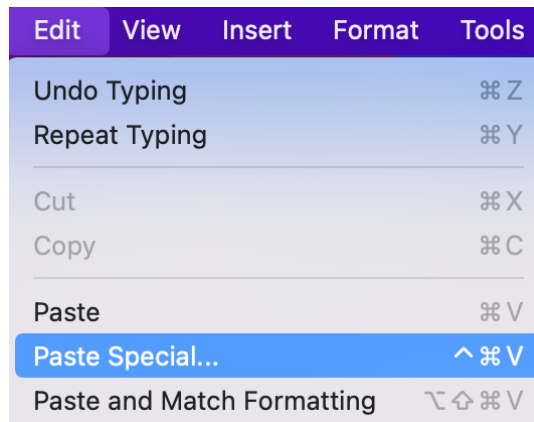 Edit View Insert Format Tools
Undo Typing ⌘ Z
Repeat Typing ⌘ Y
Cut ⌘ X
Copy ⌘ C
Paste ⌘ V
Paste Special... ^ ⌘ V
Paste and Match Formatting ⌥ ⇧ ⌘ V